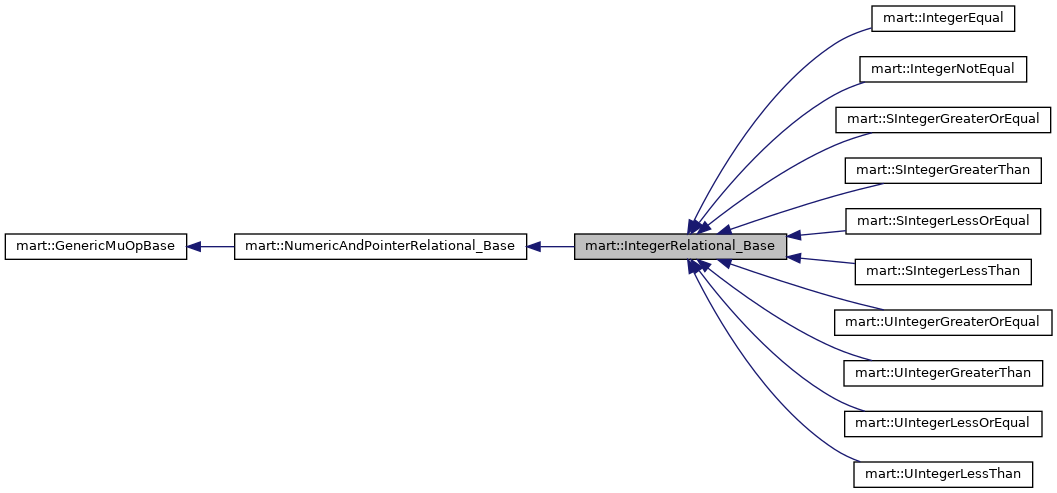 mart::GenericMuOpBase
mart::NumericAndPointerRelational_Base
mart::IntegerRelational_Base
mart::IntegerEqual
mart::IntegerNotEqual
mart::SIntegerGreaterOrEqual
mart::SIntegerGreaterThan
mart::SIntegerLessOrEqual
mart::SIntegerLessThan
mart::UIntegerGreaterOrEqual
mart::UIntegerGreaterThan
mart::UIntegerLessOrEqual
mart::UIntegerLessThan